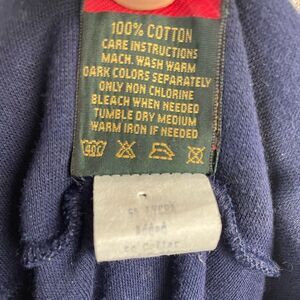 100% COTTON
CARE INSTRUCTIONS
MACH. WASH WARM
DARK COLORS SEPARATELY
ONLY NON CHLORINE
BLEACH WHEN NEEDED
TUMBLE DRY MEDIUM
WARM IRON IF NEEDED